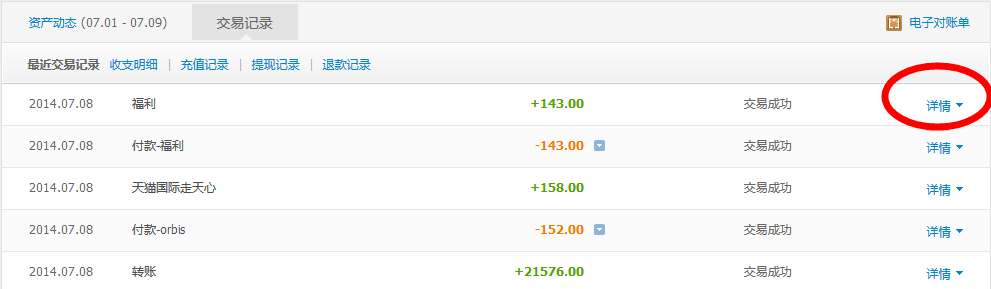 资产动态 (07.01 - 07.09) 交易记录 电子对账单
最近交易记录 收支明细 | 充值记录 | 提现记录 | 退款记录
2014.07.08 福利 +143.00 交易成功 详情
2014.07.08 付款-福利 -143.00 交易成功 详情
2014.07.08 天猫国际走天心 +158.00 交易成功 详情
2014.07.08 付款-orbis -152.00 交易成功 详情
2014.07.08 转账 +21576.00 交易成功 详情